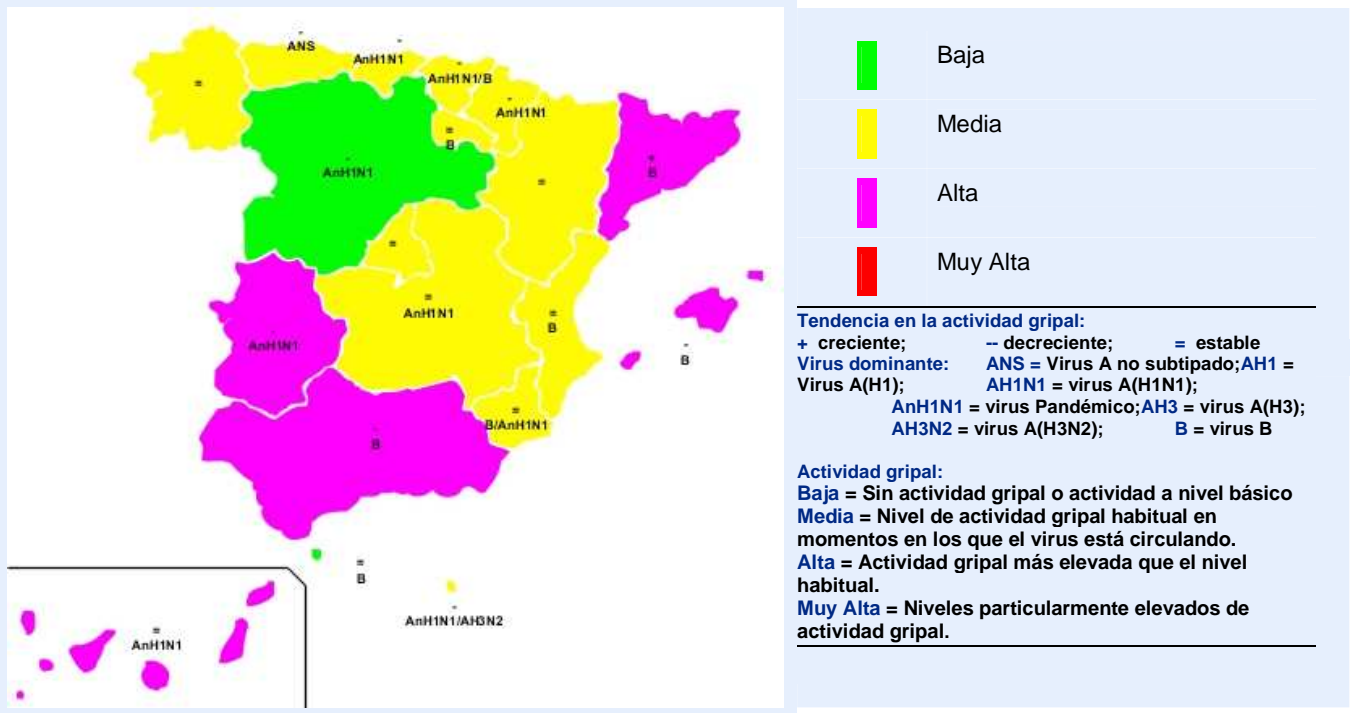 -
ANS
-
AnH1N1
-
AnH1N1/B
-
AnH1N1
=
=
B
-
AnH1N1
=
B
=
=
AnH1N1
=
B
-
AnH1N1
-
B
=
B/AnH1N1
-
B
=
B
-
AnH1N1/AH3N2
=
AnH1N1
Baja
Media
Alta
Muy Alta
Tendencia en la actividad gripal:
+ creciente; -- decreciente; = estable
Virus dominante: ANS = Virus A no subtipado;AH1 =
Virus A(H1); AH1N1 = virus A(H1N1);
AnH1N1 = virus Pandémico;AH3 = virus A(H3);
AH3N2 = virus A(H3N2); B = virus B
Actividad gripal:
Baja = Sin actividad gripal o actividad a nivel básico
Media = Nivel de actividad gripal habitual en
momentos en los que el virus está circulando.
Alta = Actividad gripal más elevada que el nivel
habitual.
Muy Alta = Niveles particularmente elevados de
actividad gripal.